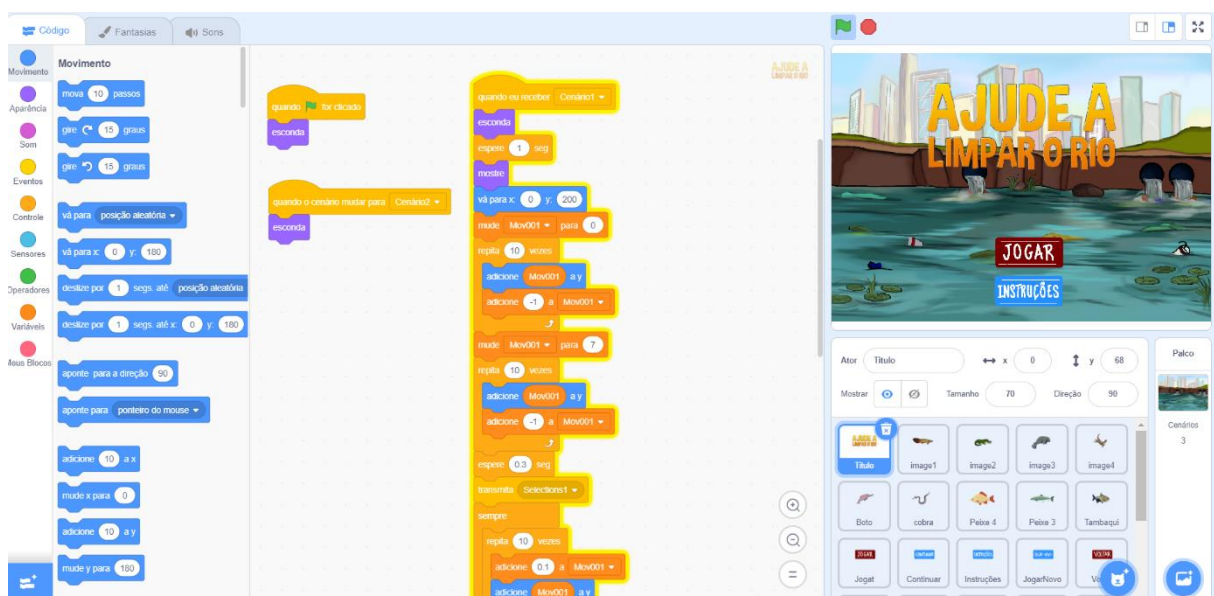 Código
Fantasias
Sons
Movimento
Aparência
Som
Eventos
Controle
Sensores
Operadores
Variáveis
Meus Blocos
Movimento
mova 10 passos
gire 15 graus
gire 15 graus
vá para posição aleatória
vá para x: 0 y: 180
deslize por 1 segs. até posição aleatória
deslize por 1 segs. até x: 0 y: 180
aponte para a direção 90
aponte para ponteiro do mouse
adicione 10 a x
mude x para 0
adicione 10 a y
mude y para 180
quando for clicado
esconda
quando o cenário mudar para Cenário2
esconda
AJUDE A
LIMPAR O RIO
quando eu receber Cenário1
esconda
espere 1 seg
mostre
vá para x: 0 y: 200
mude Mov001 para 0
repita 10 vezes
adicione Mov001 a y
adicione -1 a Mov001
mude Mov001 para 7
repita 10 vezes
adicione Mov001 a y
adicione -1 a Mov001
espere 0.3 seg
transmita Selections1
sempre
repita 10 vezes
adicione 0.1 a Mov001
adicione Mov001 a y
AJUDE A
LIMPAR O RIO
JOGAR
INSTRUÇÕES
Ator Título x 0 y 68
Mostrar Tamanho 70 Direção 90
Palco
Cenários
3
AJUDE A
LIMPAR O RIO
Título
image1
image2
image3
image4
Boto
cobra
Peixe 4
Peixe 3
Tambaqui
JOGAR
Jogat
Continuar
Instruções
JogarNovo
VOLTAR